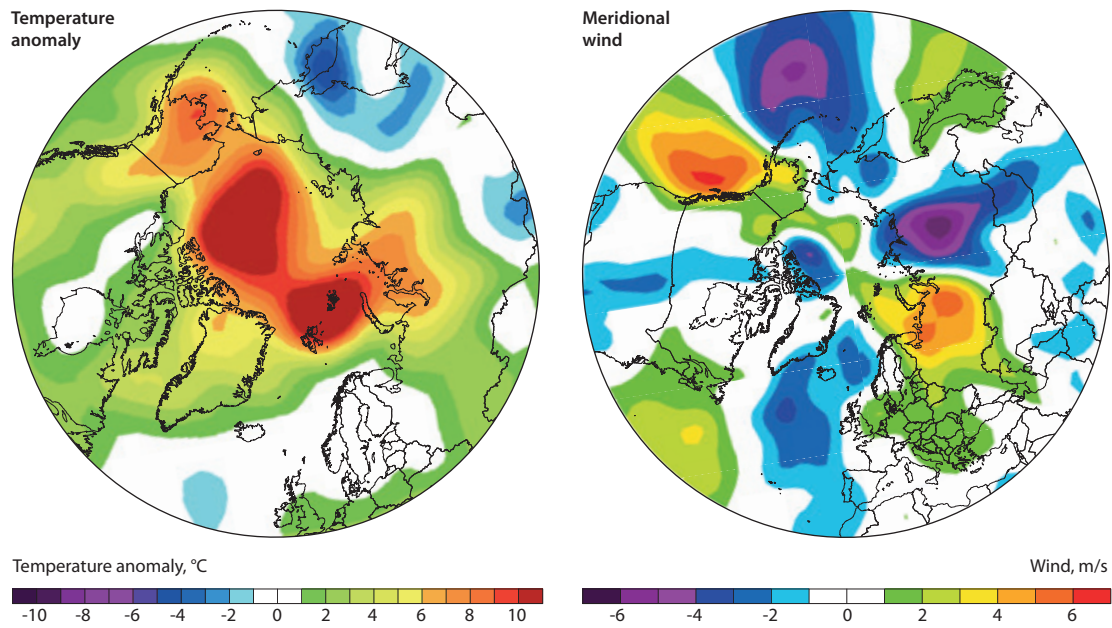 Temperature
anomaly
Meridional
wind
Temperature anomaly, °C
-10 -8 -6 -4 -2 0 2 4 6 8 10
Wind, m/s
-6 -4 -2 0 2 4 6